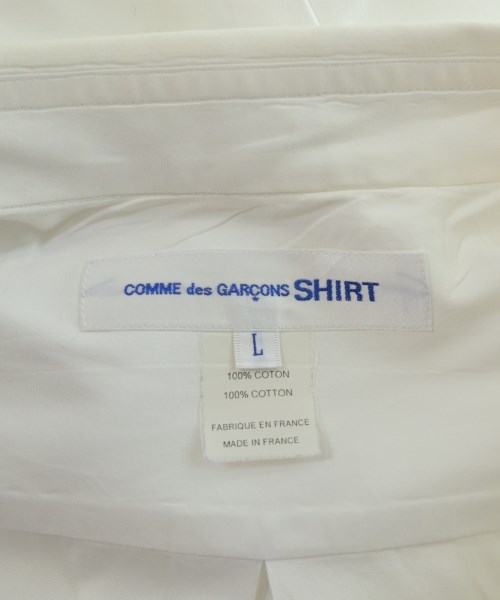 COMME des GARÇONS SHIRT
L
100% COTON
100% COTTON
FABRIQUE EN FRANCE
MADE IN FRANCE